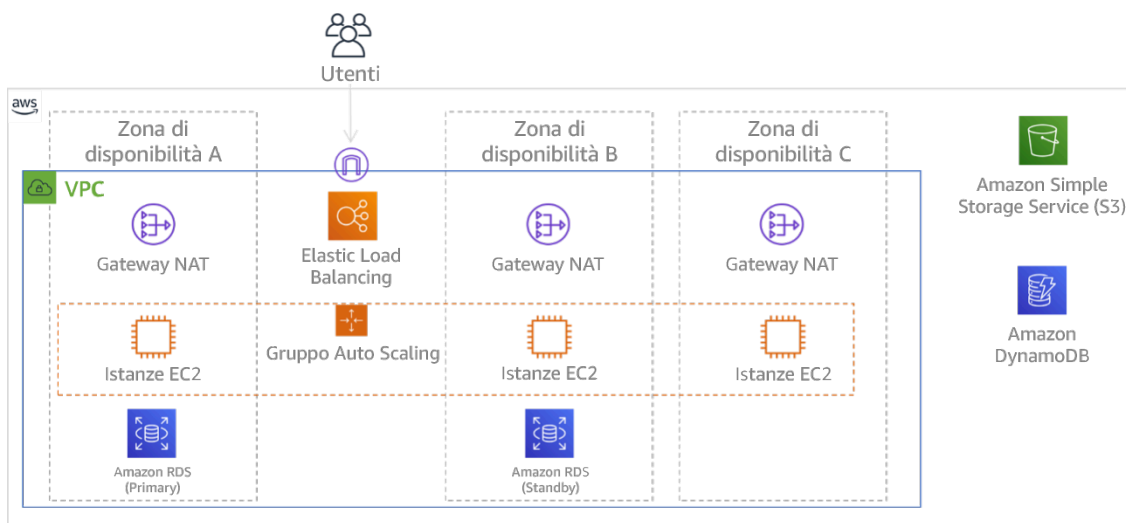 Utenti
aws
Zona di
disponibilità A
Zona di
disponibilità B
Zona di
disponibilità C
VPC
Gateway NAT
Elastic Load
Balancing
Gateway NAT
Gateway NAT
Amazon Simple
Storage Service (S3)
Gruppo Auto Scaling
Istanze EC2
Istanze EC2
Istanze EC2
Amazon
DynamoDB
Amazon RDS
(Primary)
Amazon RDS
(Standby)